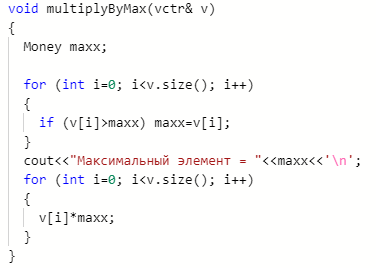 void multiplyByMax(vctr& v)
{
  Money maxx;

  for (int i=0; i<v.size(); i++)
  {
    if (v[i]>maxx) maxx=v[i];
  }
  cout<<"Максимальный элемент = "<<maxx<<'\n';
  for (int i=0; i<v.size(); i++)
  {
    v[i]*maxx;
  }
}